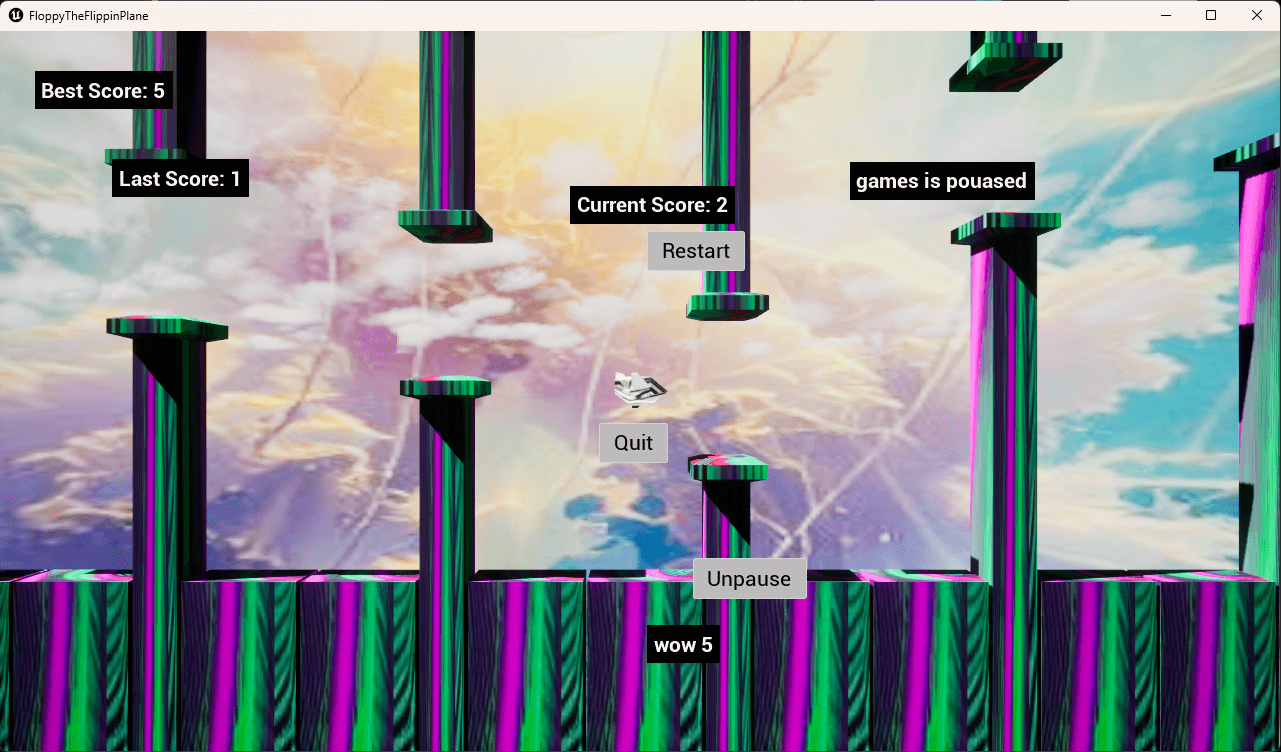 FloppyTheFlippinPlane
Best Score: 5
Last Score: 1
games is pouased
Current Score: 2
Restart
Quit
Unpause
wow 5